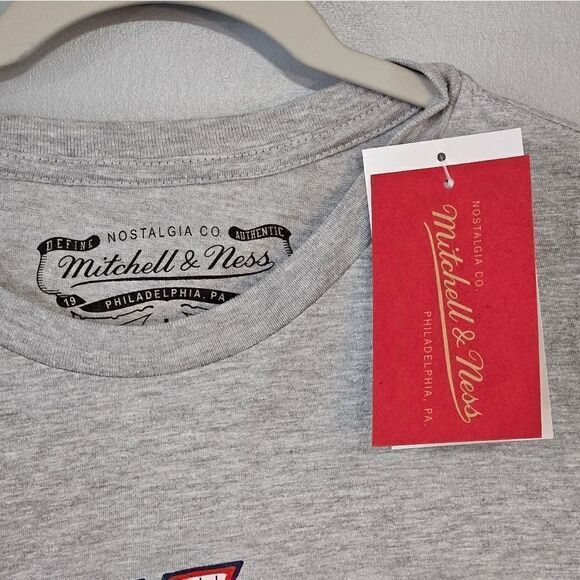 NOSTALGIA CO.
DEFINE AUTHENTIC
Mitchell & Ness
19
PHILADELPHIA, PA
NOSTALGIA CO.
Mitchell & Ness
PHILADELPHIA, PA